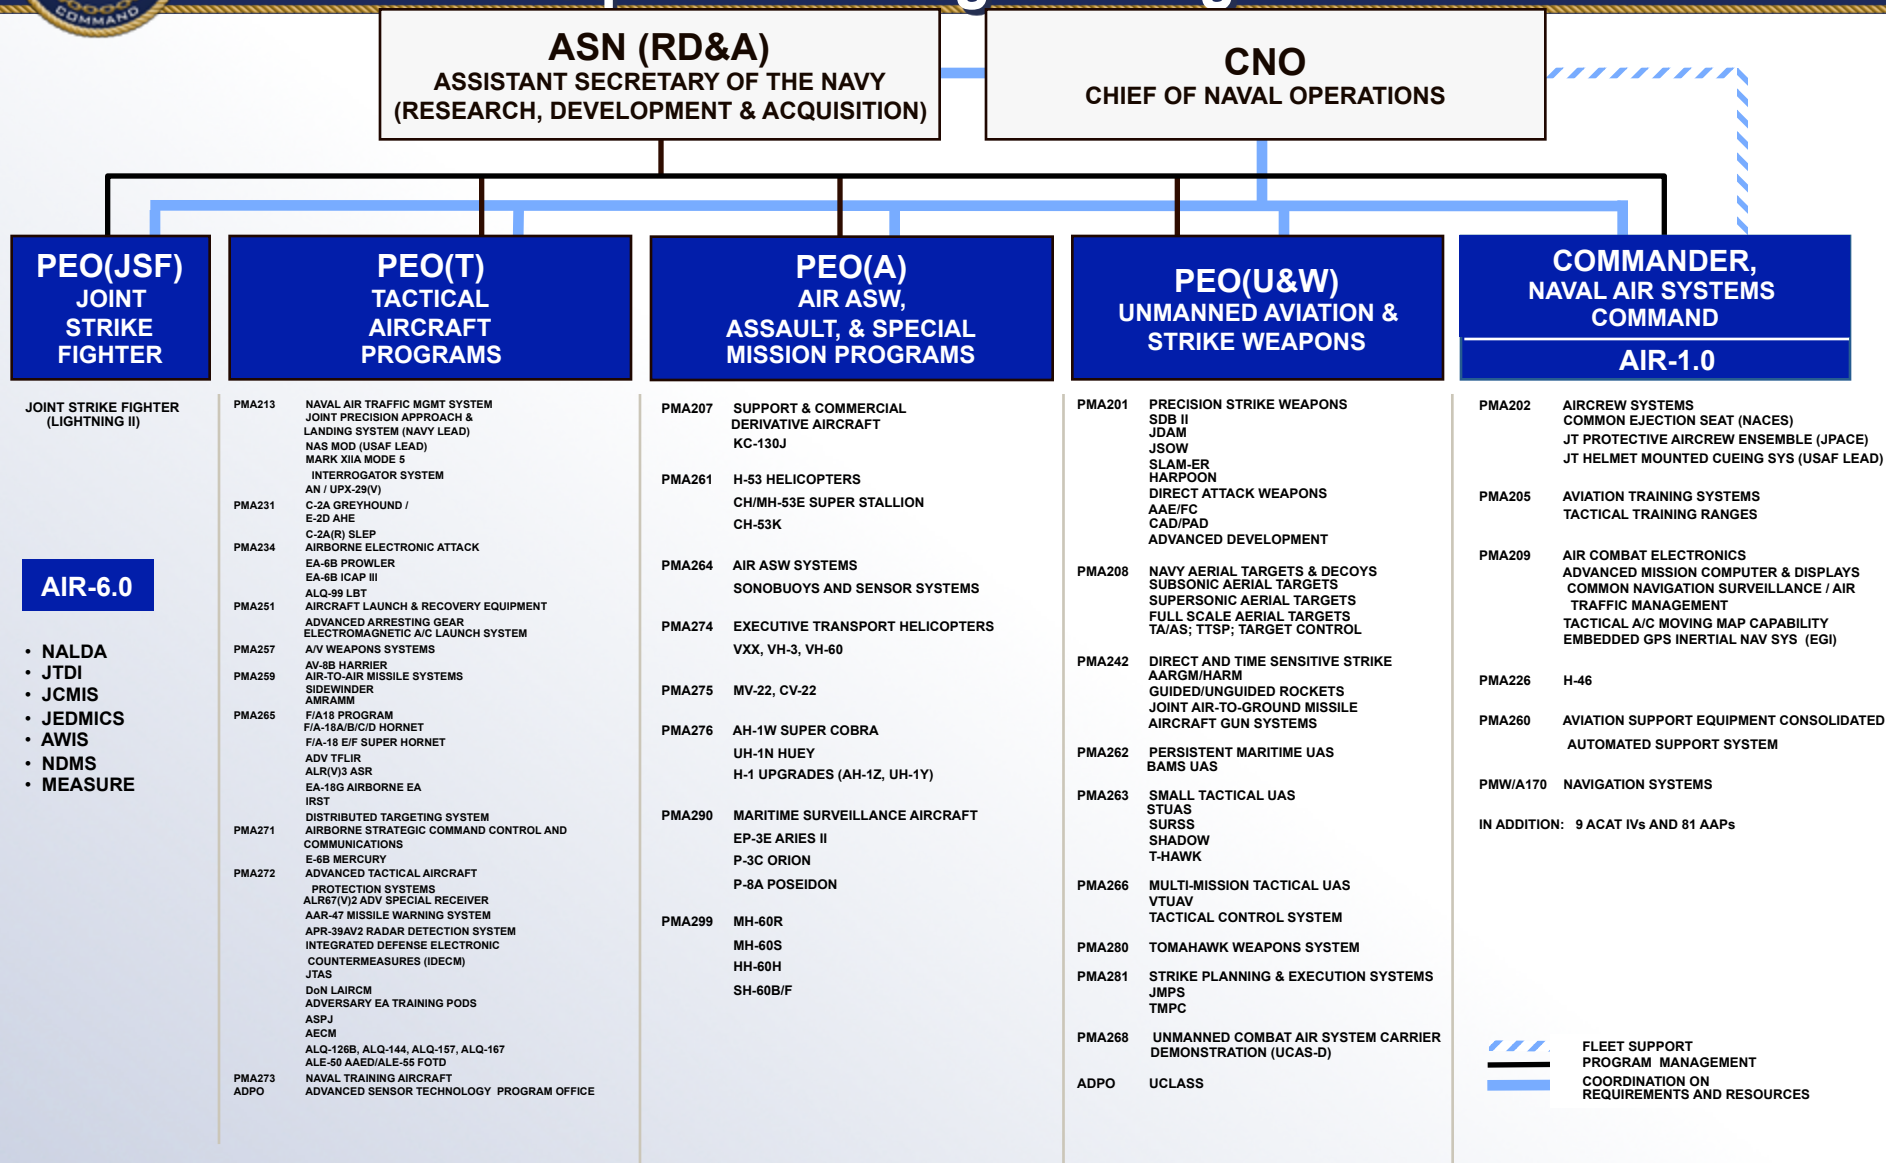 COMMAND
ASN (RD&A)
ASSISTANT SECRETARY OF THE NAVY
(RESEARCH, DEVELOPMENT & ACQUISITION)
CNO
CHIEF OF NAVAL OPERATIONS
PEO(JSF)
JOINT
STRIKE
FIGHTER
JOINT STRIKE FIGHTER
(LIGHTNING II)
AIR-6.0
• NALDA
• JTDI
• JCMIS
• JEDMICS
• AWIS
• NDMS
• MEASURE
PEO(T)
TACTICAL
AIRCRAFT
PROGRAMS
PMA213 NAVAL AIR TRAFFIC MGMT SYSTEM
JOINT PRECISION APPROACH &
LANDING SYSTEM (NAVY LEAD)
NAS MOD (USAF LEAD)
MARK XIIA MODE 5
INTERROGATOR SYSTEM
AN / UPX-29(V)
PMA231 C-2A GREYHOUND /
E-2D AHE
C-2A(R) SLEP
PMA234 AIRBORNE ELECTRONIC ATTACK
EA-6B PROWLER
EA-6B ICAP III
ALQ-99 LBT
PMA251 AIRCRAFT LAUNCH & RECOVERY EQUIPMENT
ADVANCED ARRESTING GEAR
ELECTROMAGNETIC A/C LAUNCH SYSTEM
PMA257 A/V WEAPONS SYSTEMS
AV-8B HARRIER
PMA259 AIR-TO-AIR MISSILE SYSTEMS
SIDEWINDER
AMRAMM
PMA265 F/A18 PROGRAM
F/A-18A/B/C/D HORNET
F/A-18 E/F SUPER HORNET
ADV TFLIR
ALR(V)3 ASR
EA-18G AIRBORNE EA
IRST
DISTRIBUTED TARGETING SYSTEM
PMA271 AIRBORNE STRATEGIC COMMAND CONTROL AND
COMMUNICATIONS
E-6B MERCURY
PMA272 ADVANCED TACTICAL AIRCRAFT
PROTECTION SYSTEMS
ALR67(V)2 ADV SPECIAL RECEIVER
AAR-47 MISSILE WARNING SYSTEM
APR-39AV2 RADAR DETECTION SYSTEM
INTEGRATED DEFENSE ELECTRONIC
COUNTERMEASURES (IDECM)
JTAS
DoN LAIRCM
ADVERSARY EA TRAINING PODS
ASPJ
AECM
ALQ-126B, ALQ-144, ALQ-157, ALQ-167
ALE-50 AAED/ALE-55 FOTD
PMA273 NAVAL TRAINING AIRCRAFT
ADPO ADVANCED SENSOR TECHNOLOGY PROGRAM OFFICE
PEO(A)
AIR ASW,
ASSAULT, & SPECIAL
MISSION PROGRAMS
PMA207 SUPPORT & COMMERCIAL
DERIVATIVE AIRCRAFT
KC-130J
PMA261 H-53 HELICOPTERS
CH/MH-53E SUPER STALLION
CH-53K
PMA264 AIR ASW SYSTEMS
SONOBUOYS AND SENSOR SYSTEMS
PMA274 EXECUTIVE TRANSPORT HELICOPTERS
VXX, VH-3, VH-60
PMA275 MV-22, CV-22
PMA276 AH-1W SUPER COBRA
UH-1N HUEY
H-1 UPGRADES (AH-1Z, UH-1Y)
PMA290 MARITIME SURVEILLANCE AIRCRAFT
EP-3E ARIES II
P-3C ORION
P-8A POSEIDON
PMA299 MH-60R
MH-60S
HH-60H
SH-60B/F
PEO(U&W)
UNMANNED AVIATION &
STRIKE WEAPONS
PMA201 PRECISION STRIKE WEAPONS
SDB II
JDAM
JSOW
SLAM-ER
HARPOON
DIRECT ATTACK WEAPONS
AAE/FC
CAD/PAD
ADVANCED DEVELOPMENT
PMA208 NAVY AERIAL TARGETS & DECOYS
SUBSONIC AERIAL TARGETS
SUPERSONIC AERIAL TARGETS
FULL SCALE AERIAL TARGETS
TA/AS; TTSP; TARGET CONTROL
PMA242 DIRECT AND TIME SENSITIVE STRIKE
AARGM/HARM
GUIDED/UNGUIDED ROCKETS
JOINT AIR-TO-GROUND MISSILE
AIRCRAFT GUN SYSTEMS
PMA262 PERSISTENT MARITIME UAS
BAMS UAS
PMA263 SMALL TACTICAL UAS
STUAS
SURSS
SHADOW
T-HAWK
PMA266 MULTI-MISSION TACTICAL UAS
VTUAV
TACTICAL CONTROL SYSTEM
PMA280 TOMAHAWK WEAPONS SYSTEM
PMA281 STRIKE PLANNING & EXECUTION SYSTEMS
JMPS
TMPC
PMA268 UNMANNED COMBAT AIR SYSTEM CARRIER
DEMONSTRATION (UCAS-D)
ADPO UCLASS
COMMANDER,
NAVAL AIR SYSTEMS
COMMAND
AIR-1.0
PMA202 AIRCREW SYSTEMS
COMMON EJECTION SEAT (NACES)
JT PROTECTIVE AIRCREW ENSEMBLE (JPACE)
JT HELMET MOUNTED CUEING SYS (USAF LEAD)
PMA205 AVIATION TRAINING SYSTEMS
TACTICAL TRAINING RANGES
PMA209 AIR COMBAT ELECTRONICS
ADVANCED MISSION COMPUTER & DISPLAYS
COMMON NAVIGATION SURVEILLANCE / AIR
TRAFFIC MANAGEMENT
TACTICAL A/C MOVING MAP CAPABILITY
EMBEDDED GPS INERTIAL NAV SYS (EGI)
PMA226 H-46
PMA260 AVIATION SUPPORT EQUIPMENT CONSOLIDATED
AUTOMATED SUPPORT SYSTEM
PMW/A170 NAVIGATION SYSTEMS
IN ADDITION: 9 ACAT IVs AND 81 AAPs
FLEET SUPPORT
PROGRAM MANAGEMENT
COORDINATION ON
REQUIREMENTS AND RESOURCES